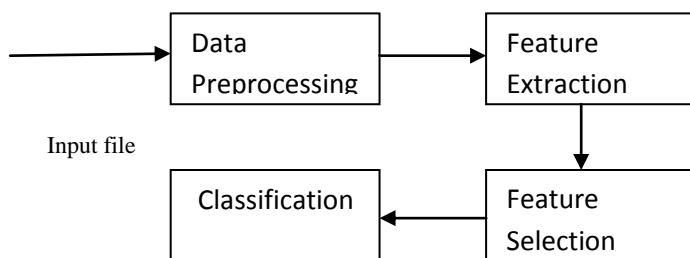 Data
Preprocessing
Feature
Extraction
Input file
Classification
Feature
Selection